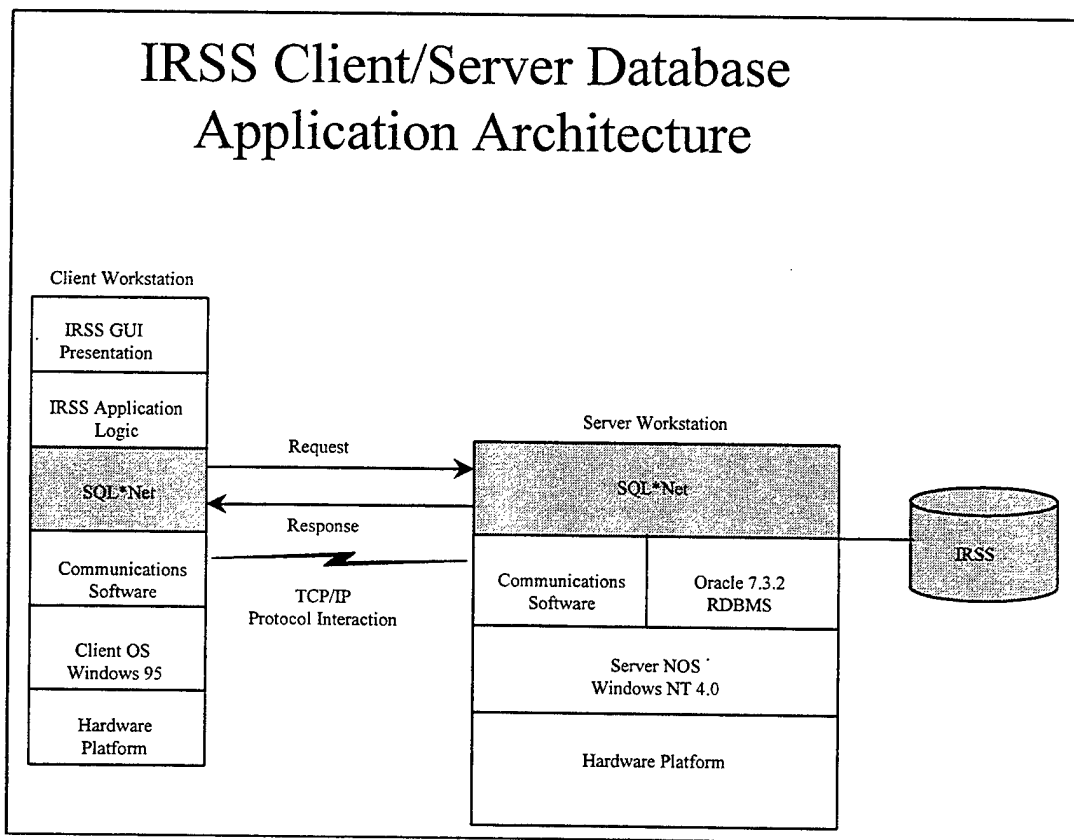 IRSS Client/Server Database
Application Architecture
Client Workstation
IRSS GUI
Presentation
IRSS Application
Logic
SQL*Net
Communications
Software
Client OS
Windows 95
Hardware
Platform
Request
Response
TCP/IP
Protocol Interaction
Server Workstation
SQL*Net
Communications
Software
Oracle 7.3.2
RDBMS
Server NOS
Windows NT 4.0
Hardware Platform
IRSS